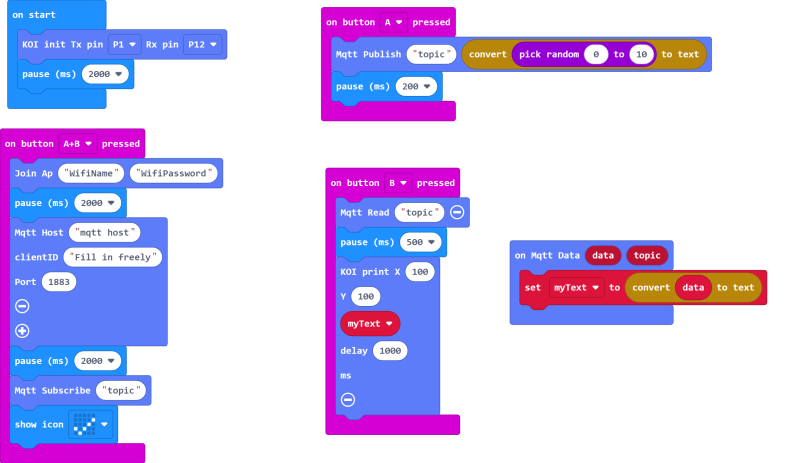 on start
KOI init Tx pin P1 Rx pin P12
pause (ms) 2000
on button A pressed
Mqtt Publish "topic" convert pick random 0 to 10 to text
pause (ms) 200
on button A+B pressed
Join Ap "WifiName" "WifiPassword"
pause (ms) 2000
Mqtt Host "mqtt host"
clientID "Fill in freely"
Port 1883
pause (ms) 2000
Mqtt Subscribe "topic"
show icon
on button B pressed
Mqtt Read "topic"
pause (ms) 500
KOI print X 100
Y 100
myText
delay 1000
ms
on Mqtt Data data topic
set myText to convert data to text